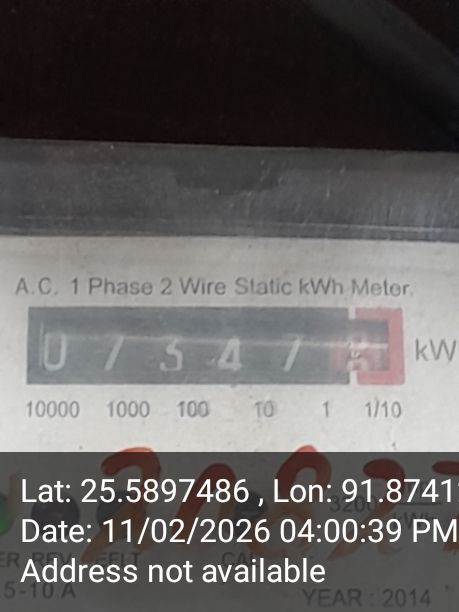 A.C. 1 Phase 2 Wire Static kWh Meter.
0 7 3 4 7 kW
10000 1000 100 10 1 1/10
Lat: 25.5897486 , Lon: 91.8741
Date: 11/02/2026 04:00:39 PM
Address not available
5-10 A YEAR : 2014